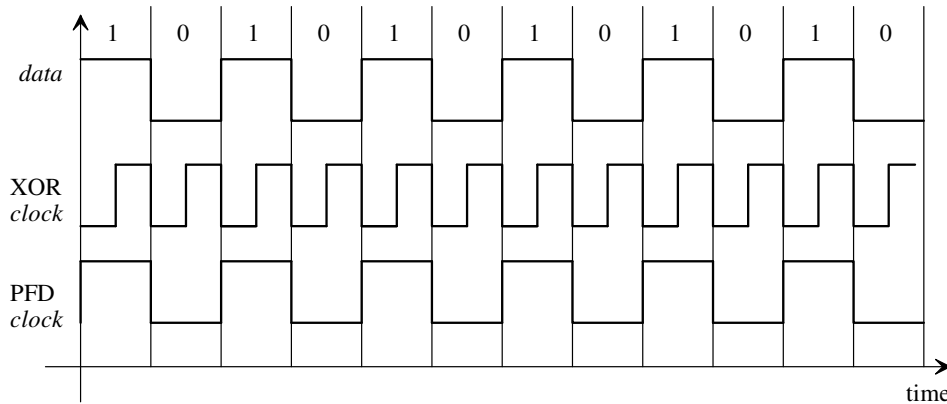 1 0 1 0 1 0 1 0 1 0 1 0
data
XOR
clock
PFD
clock
time